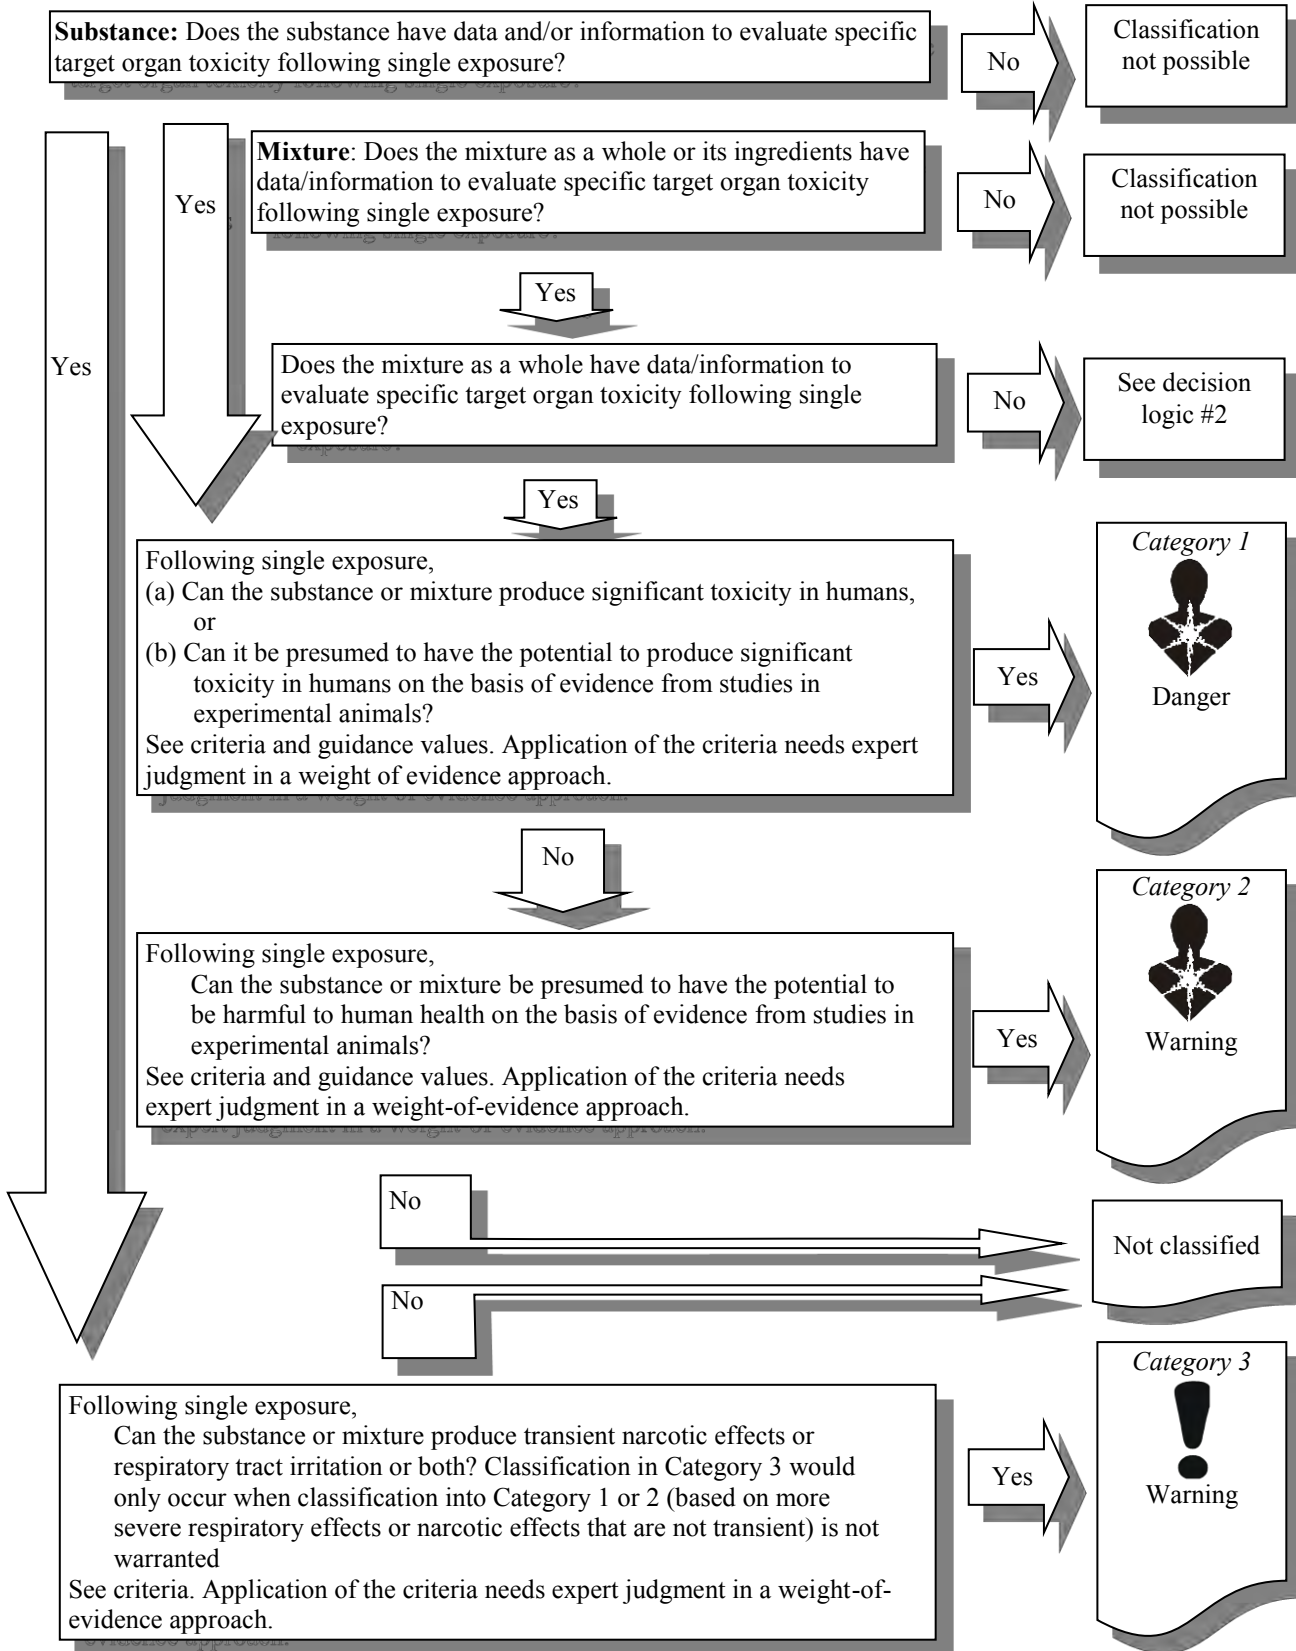 Substance: Does the substance have data and/or information to evaluate specific
target organ toxicity following single exposure?
No
Classification
not possible
Yes
Yes
Mixture: Does the mixture as a whole or its ingredients have
data/information to evaluate specific target organ toxicity
following single exposure?
No
Classification
not possible
Yes
Does the mixture as a whole have data/information to
evaluate specific target organ toxicity following single
exposure?
No
See decision
logic #2
Yes
Following single exposure,
(a) Can the substance or mixture produce significant toxicity in humans,
or
(b) Can it be presumed to have the potential to produce significant
toxicity in humans on the basis of evidence from studies in
experimental animals?
See criteria and guidance values. Application of the criteria needs expert
judgment in a weight of evidence approach.
Yes
Category 1
Danger
No
Following single exposure,
Can the substance or mixture be presumed to have the potential to
be harmful to human health on the basis of evidence from studies in
experimental animals?
See criteria and guidance values. Application of the criteria needs
expert judgment in a weight-of-evidence approach.
Yes
Category 2
Warning
No
Not classified
No
Following single exposure,
Can the substance or mixture produce transient narcotic effects or
respiratory tract irritation or both? Classification in Category 3 would
only occur when classification into Category 1 or 2 (based on more
severe respiratory effects or narcotic effects that are not transient) is not
warranted
See criteria. Application of the criteria needs expert judgment in a weight-of-
evidence approach.
Yes
Category 3
Warning